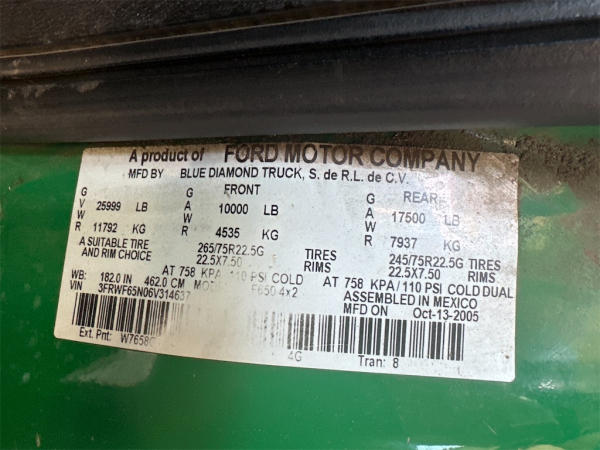 A product of FORD MOTOR COMPANY
MFD BY BLUE DIAMOND TRUCK, S. de R.L. de C.V.
G FRONT G REAR
V 25999 LB A 10000 LB A 17500 LB
W W W
R 11792 KG R 4535 KG R 7937 KG
A SUITABLE TIRE AND RIM CHOICE 265/75R22.5G TIRES 245/75R22.5G TIRES
22.5X7.50 RIMS 22.5X7.50 RIMS
AT 758 KPA/110 PSI COLD AT 758 KPA/110 PSI COLD DUAL
WB: 182.0 IN 462.0 CM F650 4x2 ASSEMBLED IN MEXICO
VIN 3FRWF65N06V314637 MFD ON Oct-13-2005
Ext. Pnt: 4G Tran: 8